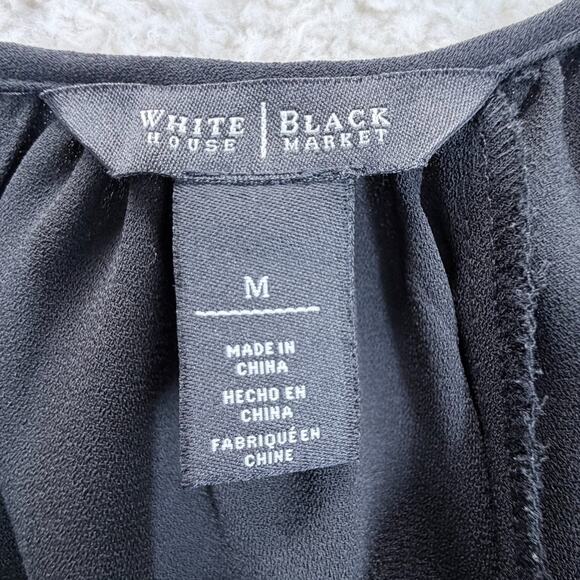 WHITE | BLACK
HOUSE | MARKET
M
MADE IN
CHINA
HECHO EN
CHINA
FABRIQUÉ EN
CHINE